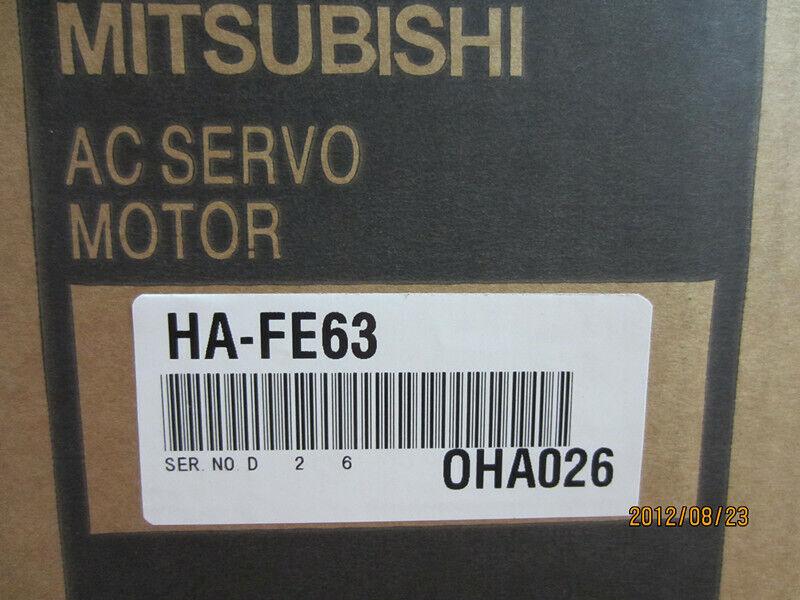 MITSUBISHI
AC SERVO
MOTOR
HA-FE63
SER. NO. D 2 6
OHA026
2012/08/23